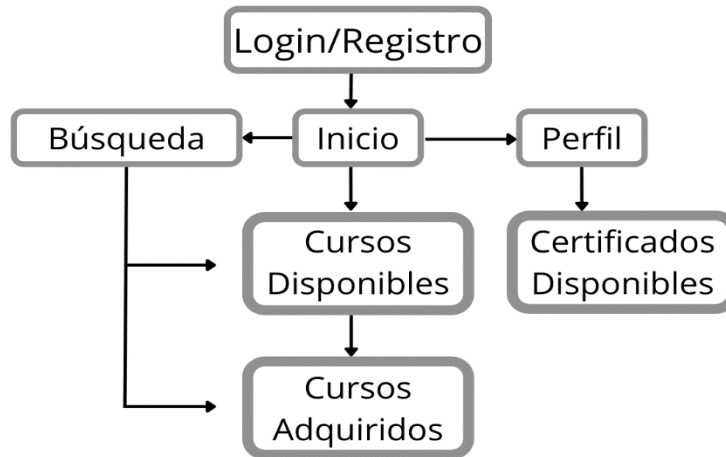 Login/Registro
Búsqueda
Inicio
Perfil
Cursos
Disponibles
Certificados
Disponibles
Cursos
Adquiridos